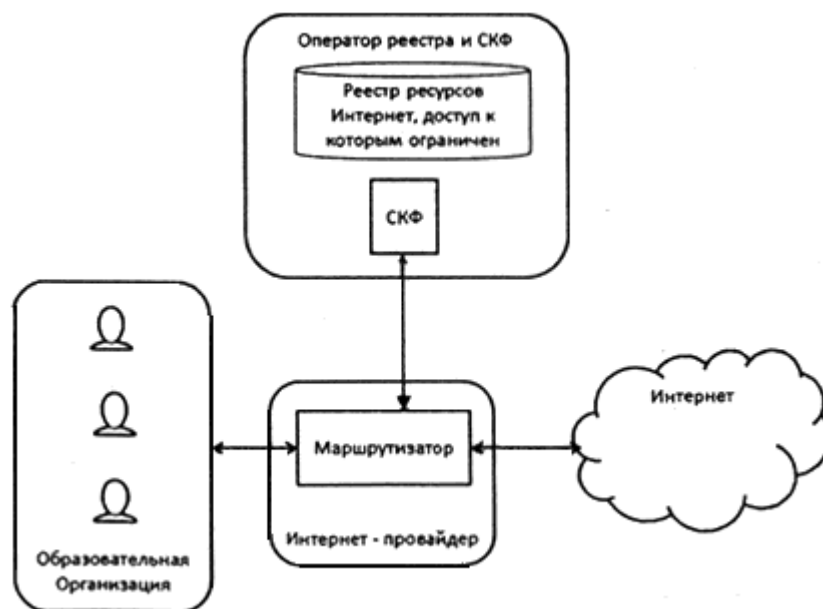 Оператор реестра и СКФ
Реестр ресурсов
Интернет, доступ к
которым ограничен
СКФ
Интернет
Маршрутизатор
Интернет - провайдер
Образовательная
Организация